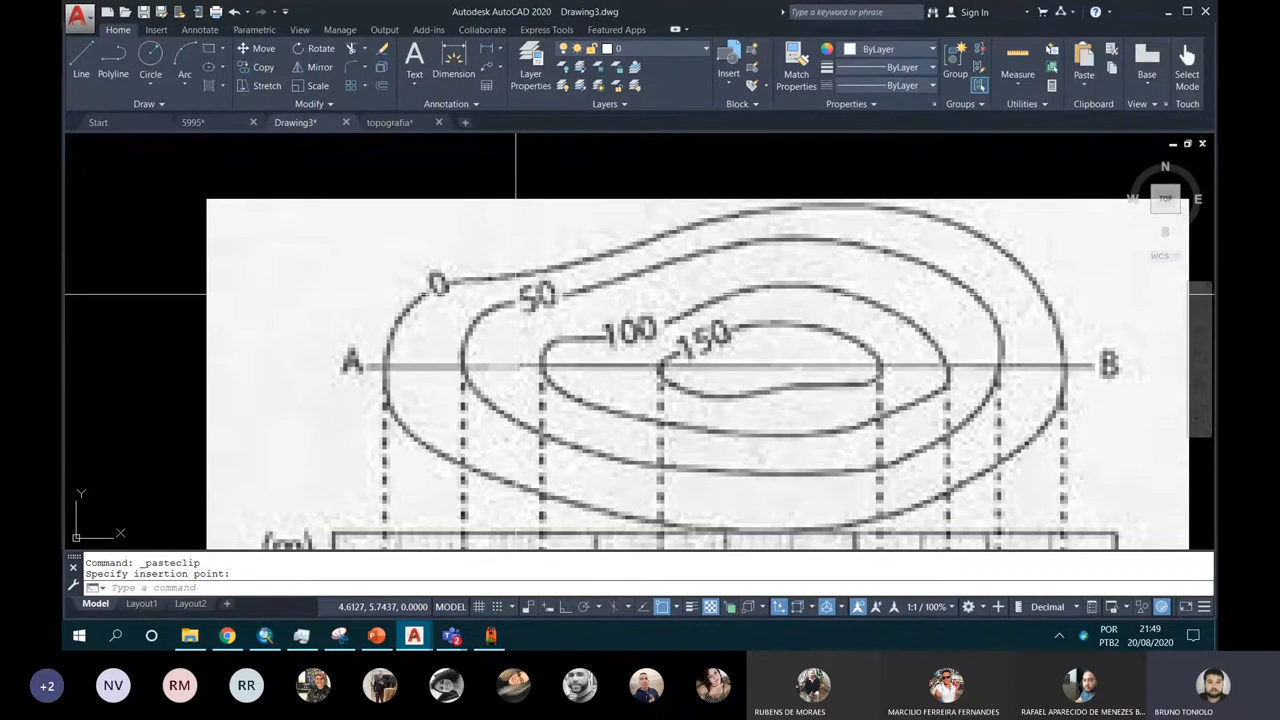 Autodesk AutoCAD 2020 Drawing3.dwg
Type a keyword or phrase
Sign In
Home Insert Annotate Parametric View Manage Output Add-ins Collaborate Express Tools Featured Apps
Line Polyline Circle Arc
Move Rotate
Copy Mirror
Stretch Scale
Text Dimension
Layer Properties
0
Insert
Match Properties
ByLayer
ByLayer
ByLayer
Group
Measure
Paste
Base
Select Mode
Draw Modify Annotation Layers Block Properties Groups Utilities Clipboard View Touch
Start 5995* Drawing3* topografia*
N
W TOP E
S
WCS
0
50
100
150
A B
(m)
Y
X
Command: _pasteclip
Specify insertion point:
Type a command
Model Layout1 Layout2
4.6127, 5.7437, 0.0000 MODEL 1:1 / 100% Decimal
POR
PTB2
21:49
20/08/2020
+2 NV RM RR
RUBENS DE MORAES
MARCILIO FERREIRA FERNANDES
RAFAEL APARECIDO DE MENEZES B...
BRUNO TONIOLO